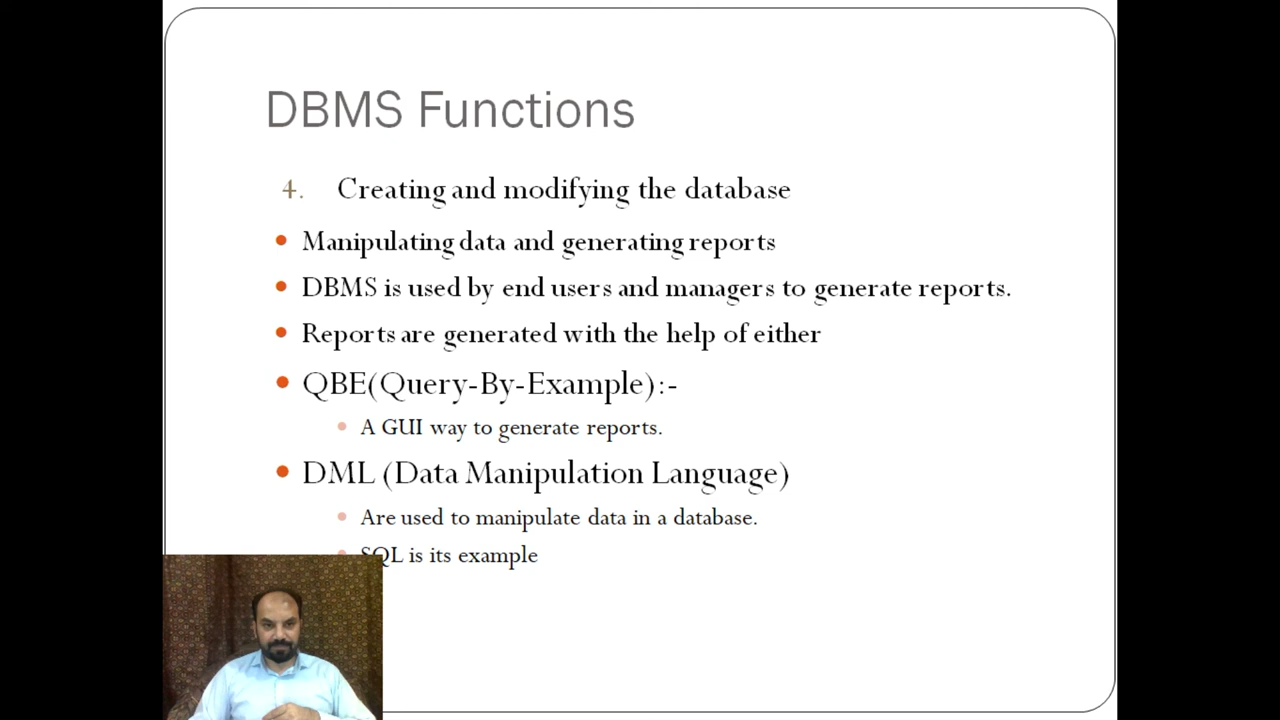 DBMS Functions
4. Creating and modifying the database
Manipulating data and generating reports
DBMS is used by end users and managers to generate reports.
Reports are generated with the help of either
QBE(Query-By-Example):-
A GUI way to generate reports.
DML (Data Manipulation Language)
Are used to manipulate data in a database.
SQL is its example